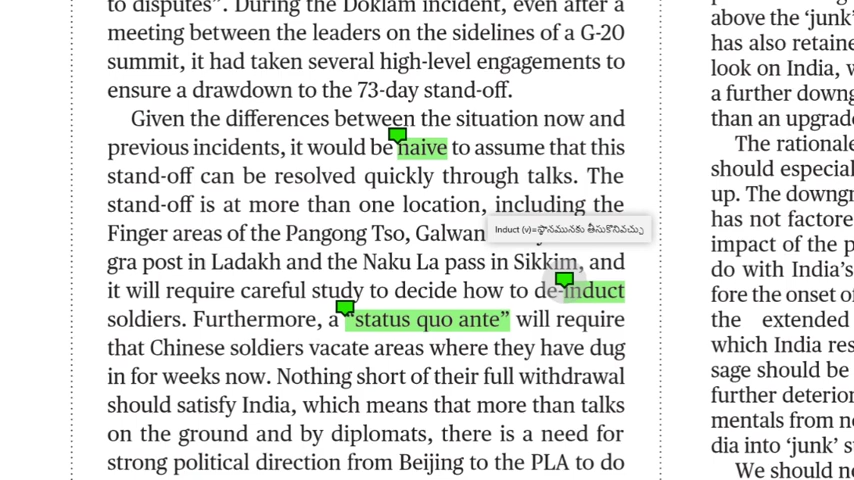 to disputes”. During the Doklam incident, even after a
meeting between the leaders on the sidelines of a G-20
summit, it had taken several high-level engagements to
ensure a drawdown to the 73-day stand-off.
Given the differences between the situation now and
previous incidents, it would be naive to assume that this
stand-off can be resolved quickly through talks. The
stand-off is at more than one location, including the
Finger areas of the Pangong Tso, Galwan
Induct (v)=స్థానమునకు తీసుకొనివచ్చు
gra post in Ladakh and the Naku La pass in Sikkim, and
it will require careful study to decide how to de-induct
soldiers. Furthermore, a “status quo ante” will require
that Chinese soldiers vacate areas where they have dug
in for weeks now. Nothing short of their full withdrawal
should satisfy India, which means that more than talks
on the ground and by diplomats, there is a need for
strong political direction from Beijing to the PLA to do
above the ‘junk’
has also retaine
look on India, w
a further downg
than an upgrade
The rationale
should especial
up. The downgr
has not factore
impact of the p
do with India’s
fore the onset o
the extended
which India res
sage should be
further deterior
mentals from ne
dia into ‘junk’ s
We should no